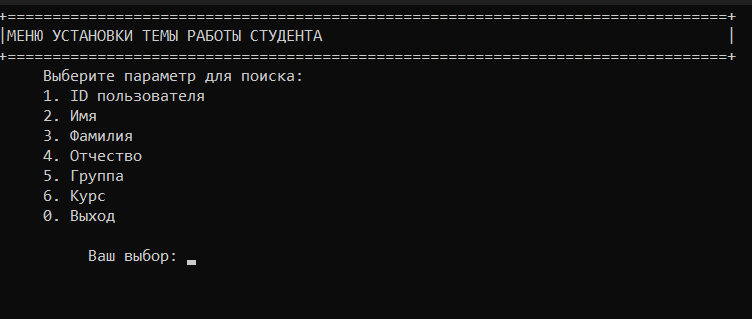 +================================================================================+
|МЕНЮ УСТАНОВКИ ТЕМЫ РАБОТЫ СТУДЕНТА |
+================================================================================+
Выберите параметр для поиска:
1. ID пользователя
2. Имя
3. Фамилия
4. Отчество
5. Группа
6. Курс
0. Выход
Ваш выбор: _